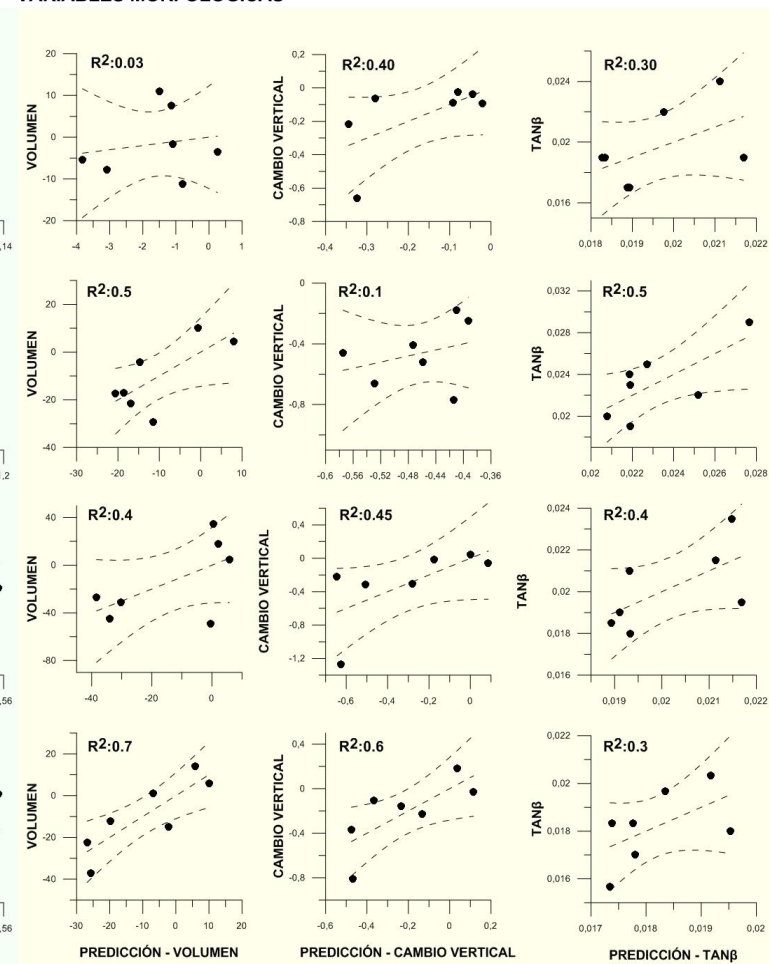 VARIABLES MORFOLÓGICAS
R2:0.03
VOLUMEN
20
10
0
-10
-20
-4 -3 -2 -1 0 1
R2:0.40
CAMBIO VERTICAL
0,2
0
-0,2
-0,4
-0,6
-0,8
-0,4 -0,3 -0,2 -0,1 0
R2:0.30
TANβ
0,024
0,02
0,016
0,018 0,019 0,02 0,021 0,022
,14
R2:0.5
VOLUMEN
20
0
-20
-40
-30 -20 -10 0 10
R2:0.1
CAMBIO VERTICAL
0
-0,4
-0,8
-0,6 -0,56 -0,52 -0,48 -0,44 -0,4 -0,36
R2:0.5
TANβ
0,032
0,028
0,024
0,02
0,02 0,022 0,024 0,026 0,028
,2
R2:0.4
VOLUMEN
40
0
-40
-80
-40 -20 0
R2:0.45
CAMBIO VERTICAL
0,4
0
-0,4
-0,8
-1,2
-0,6 -0,4 -0,2 0
R2:0.4
TANβ
0,024
0,022
0,02
0,018
0,016
0,019 0,02 0,021 0,022
,56
R2:0.7
VOLUMEN
20
0
-20
-40
-30 -20 -10 0 10 20
R2:0.6
CAMBIO VERTICAL
0,4
0
-0,4
-0,8
-0,6 -0,4 -0,2 0 0,2
R2:0.3
TANβ
0,022
0,02
0,018
0,016
0,017 0,018 0,019 0,02
,56
PREDICCIÓN - VOLUMEN
PREDICCIÓN - CAMBIO VERTICAL
PREDICCIÓN - TANβ